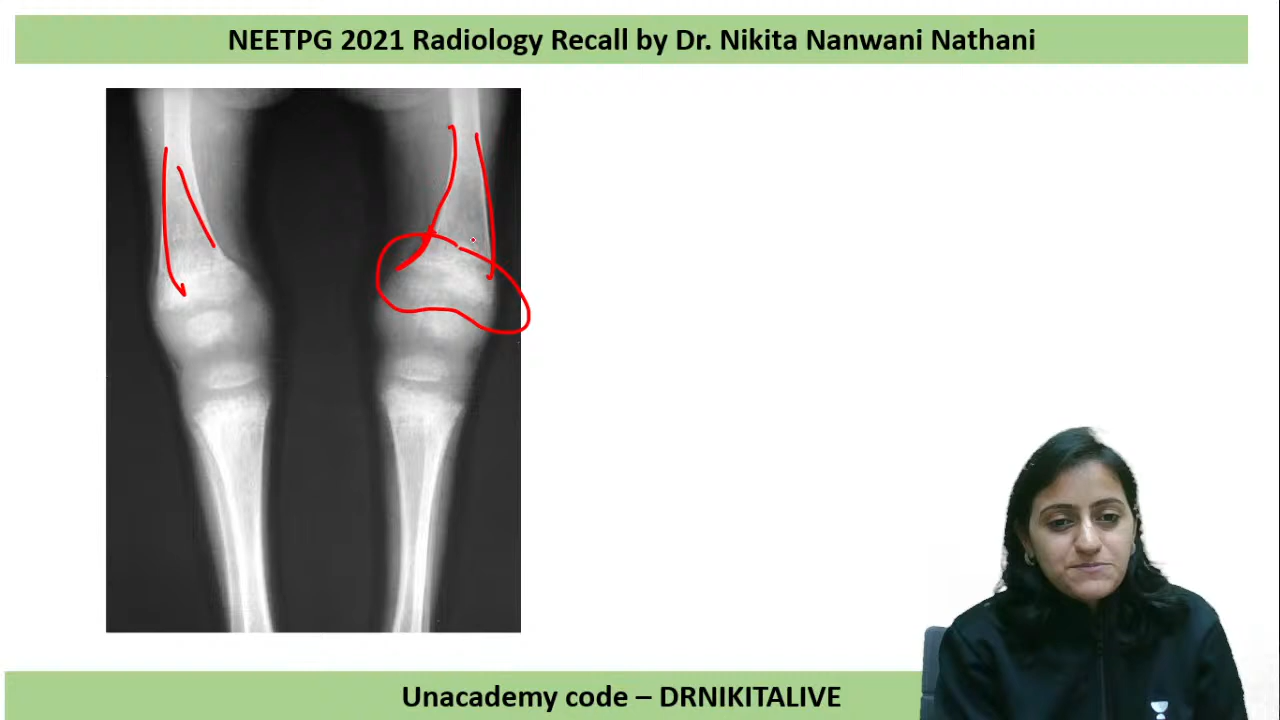 NEETPG 2021 Radiology Recall by Dr. Nikita Nanwani Nathani
Unacademy code – DRNIKITALIVE